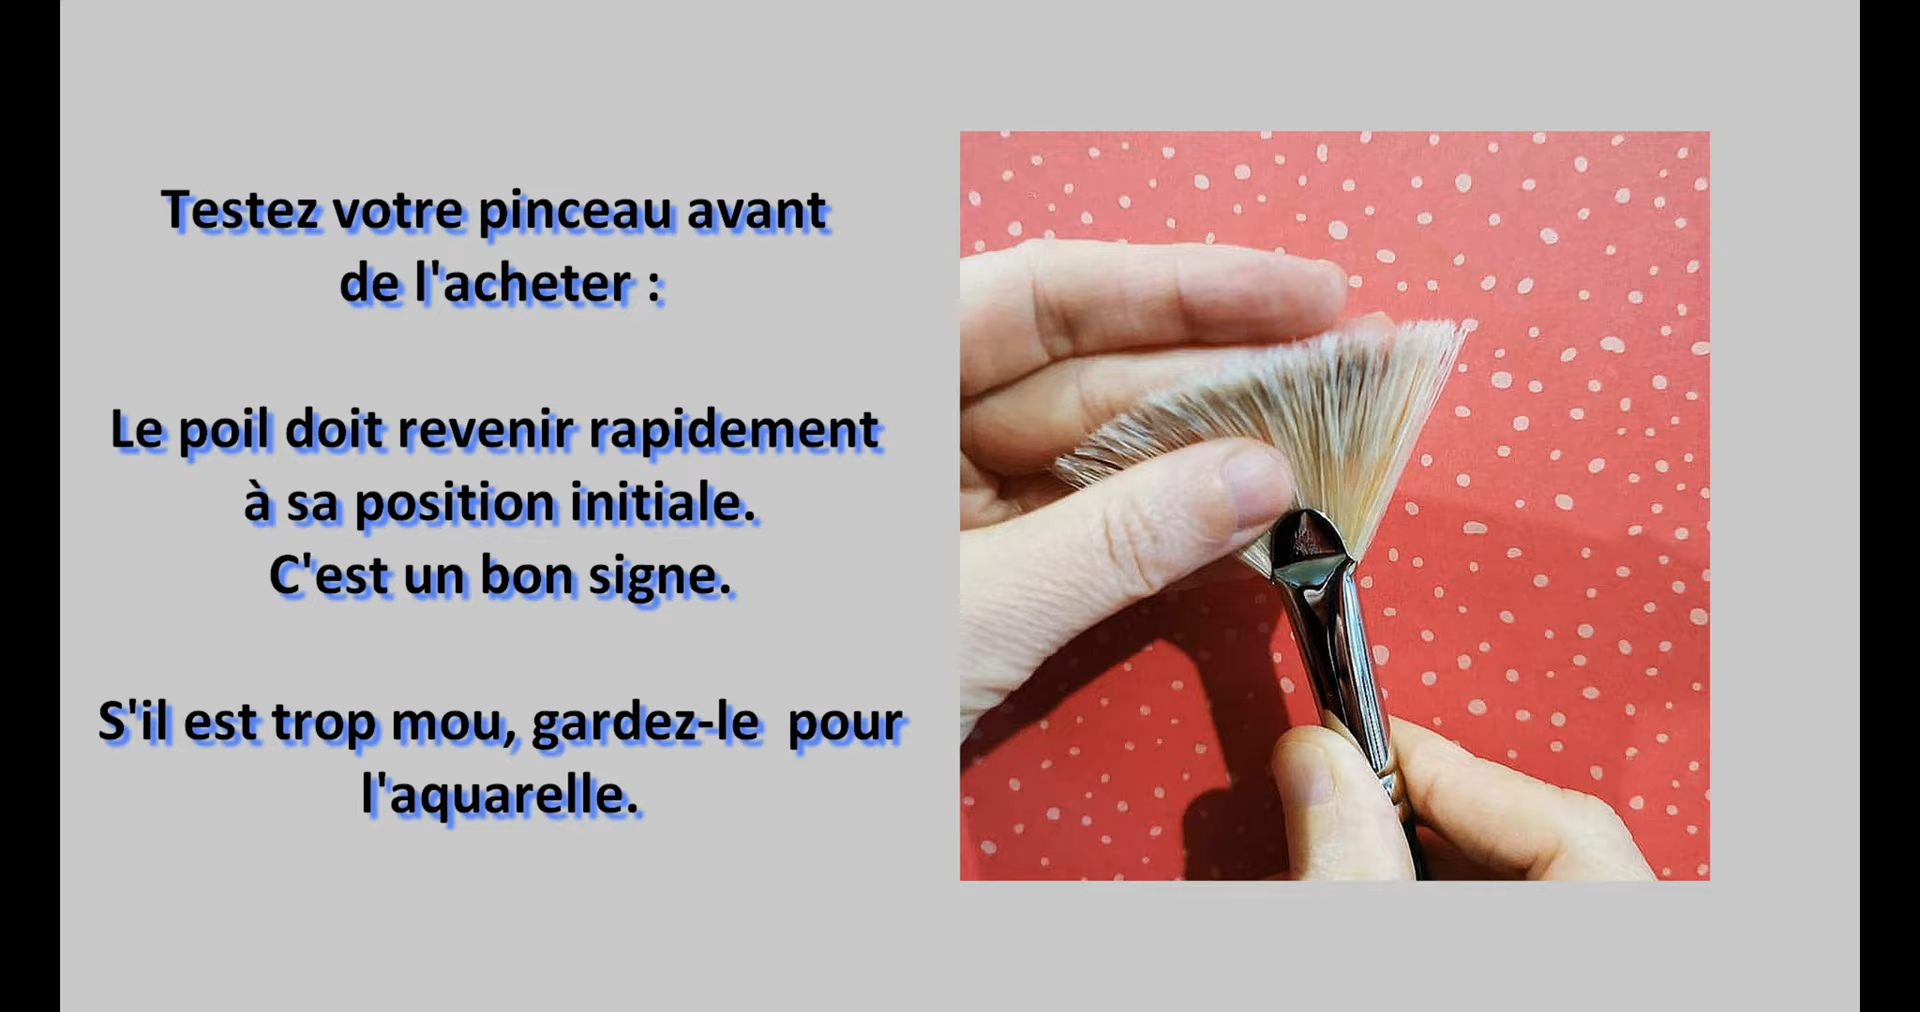 Testez votre pinceau avant
de l'acheter :
Le poil doit revenir rapidement
à sa position initiale.
C'est un bon signe.
S'il est trop mou, gardez-le  pour
l'aquarelle.